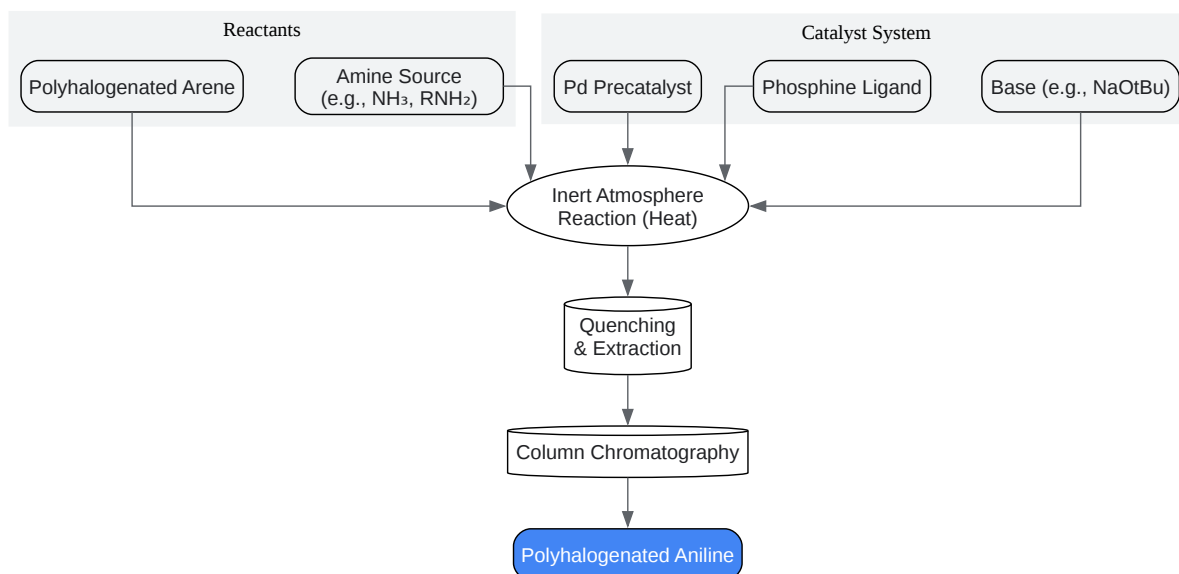 Reactants
Catalyst System
Polyhalogenated Arene
Amine Source
(e.g., NH₃, RNH₂)
Pd Precatalyst
Phosphine Ligand
Base (e.g., NaOtBu)
Inert Atmosphere
Reaction (Heat)
Quenching
& Extraction
Column Chromatography
Polyhalogenated Aniline